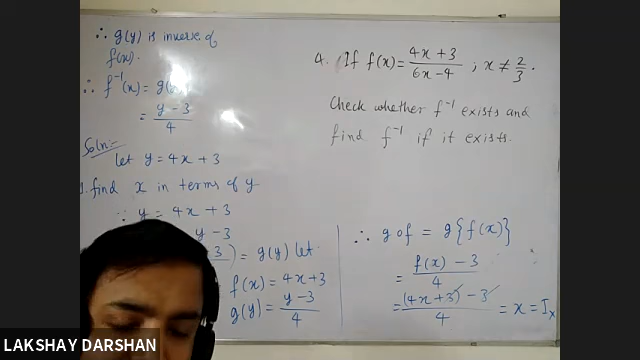 ∴ g(y) is inverse of
f(x).
∴ f⁻¹(x) = g(
= (y-3)/4
Soln:-
let y = 4x + 3
find x in terms of y
∵ y = 4x + 3
y - 3
3) = g(y) let
f(x) = 4x+3
g(y) = (y-3)/4
4. If f(x) = (4x + 3)/(6x - 4) ; x ≠ 2/3.
Check whether f⁻¹ exists and
find f⁻¹ if it exists.
∴ g o f = g{f(x)}
= (f(x) - 3)/4
= ((4x + 3) - 3)/4 = x = Iₓ
LAKSHAY DARSHAN